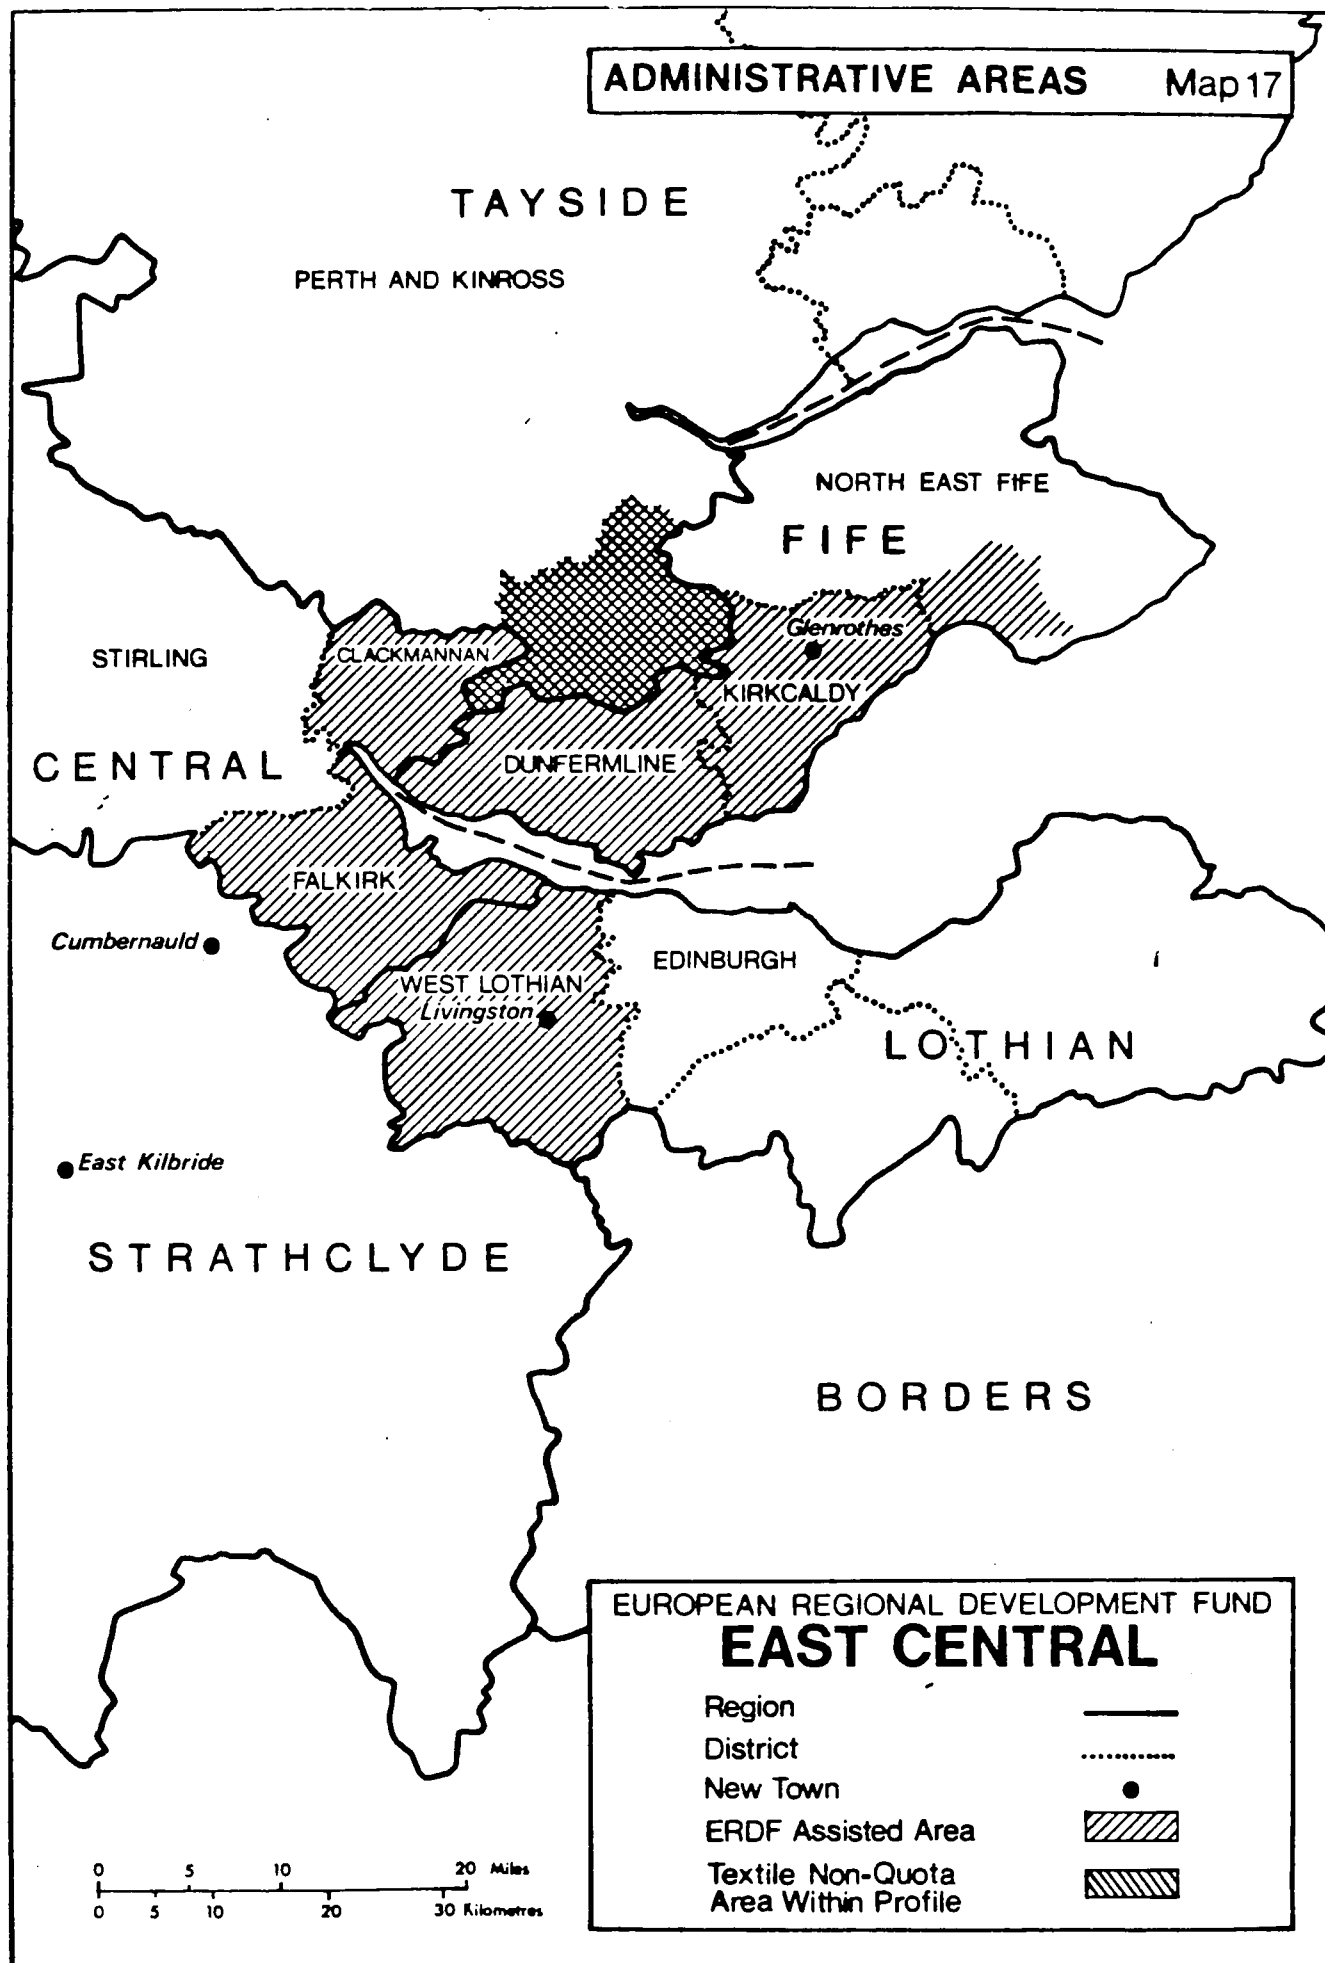 ADMINISTRATIVE AREAS Map 17
TAYSIDE
PERTH AND KINROSS
NORTH EAST FIFE
FIFE
Glenrothes
STIRLING
CLACKMANNAN
KIRKCALDY
CENTRAL
DUNFERMLINE
FALKIRK
Cumbernauld
EDINBURGH
WEST LOTHIAN
Livingston
LOTHIAN
East Kilbride
STRATHCLYDE
BORDERS
EUROPEAN REGIONAL DEVELOPMENT FUND
EAST CENTRAL
Region
District
New Town
ERDF Assisted Area
Textile Non-Quota
Area Within Profile
0 5 10 20 Miles
0 5 10 20 30 Kilometres